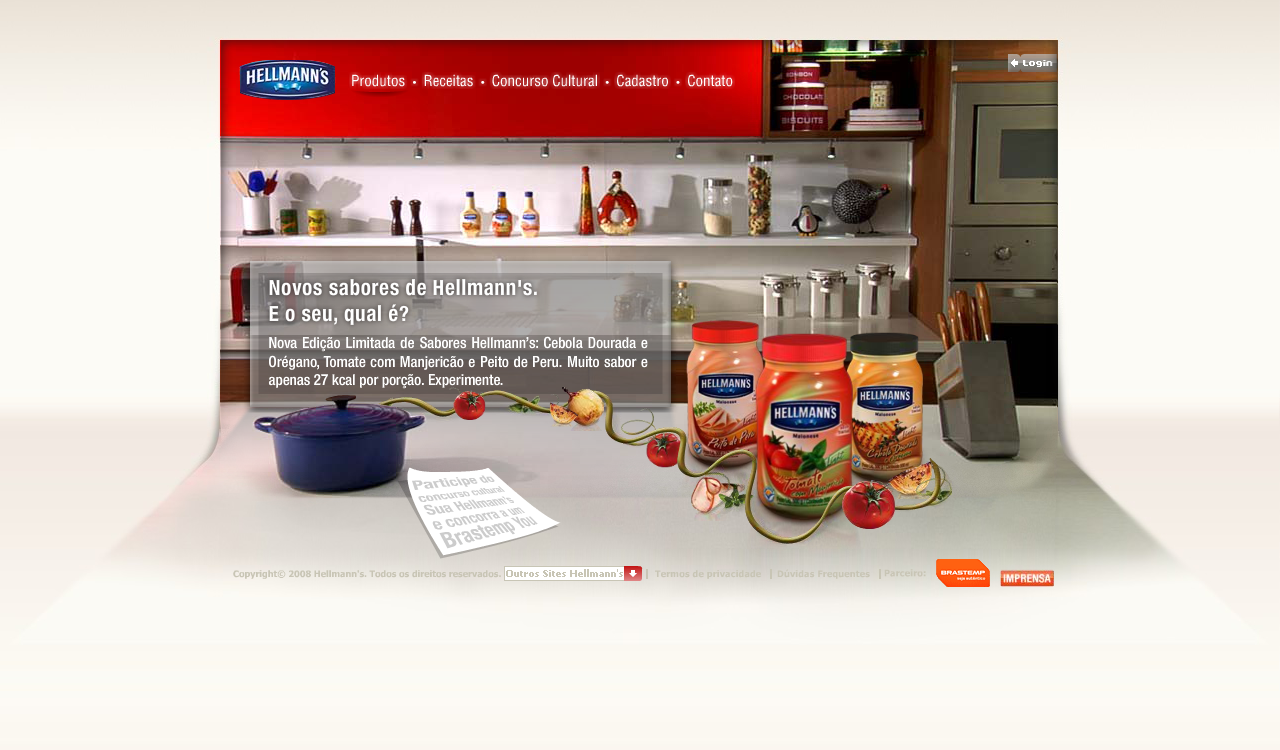 HELLMANN'S
Produtos • Receitas • Concurso Cultural • Cadastro • Contato
Login
BONBON
CHOCOLATE
BISCUITS
Novos sabores de Hellmann's.
E o seu, qual é?
Nova Edição Limitada de Sabores Hellmann's: Cebola Dourada e
Orégano, Tomate com Manjericão e Peito de Peru. Muito sabor e
apenas 27 kcal por porção. Experimente.
HELLMANN'S
Maionese
Peito de Peru
HELLMANN'S
Maionese
Tomate
com Manjericão
HELLMANN'S
Maionese
Cebola Dourada
Participe do
concurso cultural
Sua Hellmann's
e concorra a um
Brastemp You
Copyright© 2008 Hellmann's. Todos os direitos reservados.
Outros Sites Hellmann's
| Termos de privacidade | Dúvidas Frequentes | Parceiro:
BRASTEMP
IMPRENSA